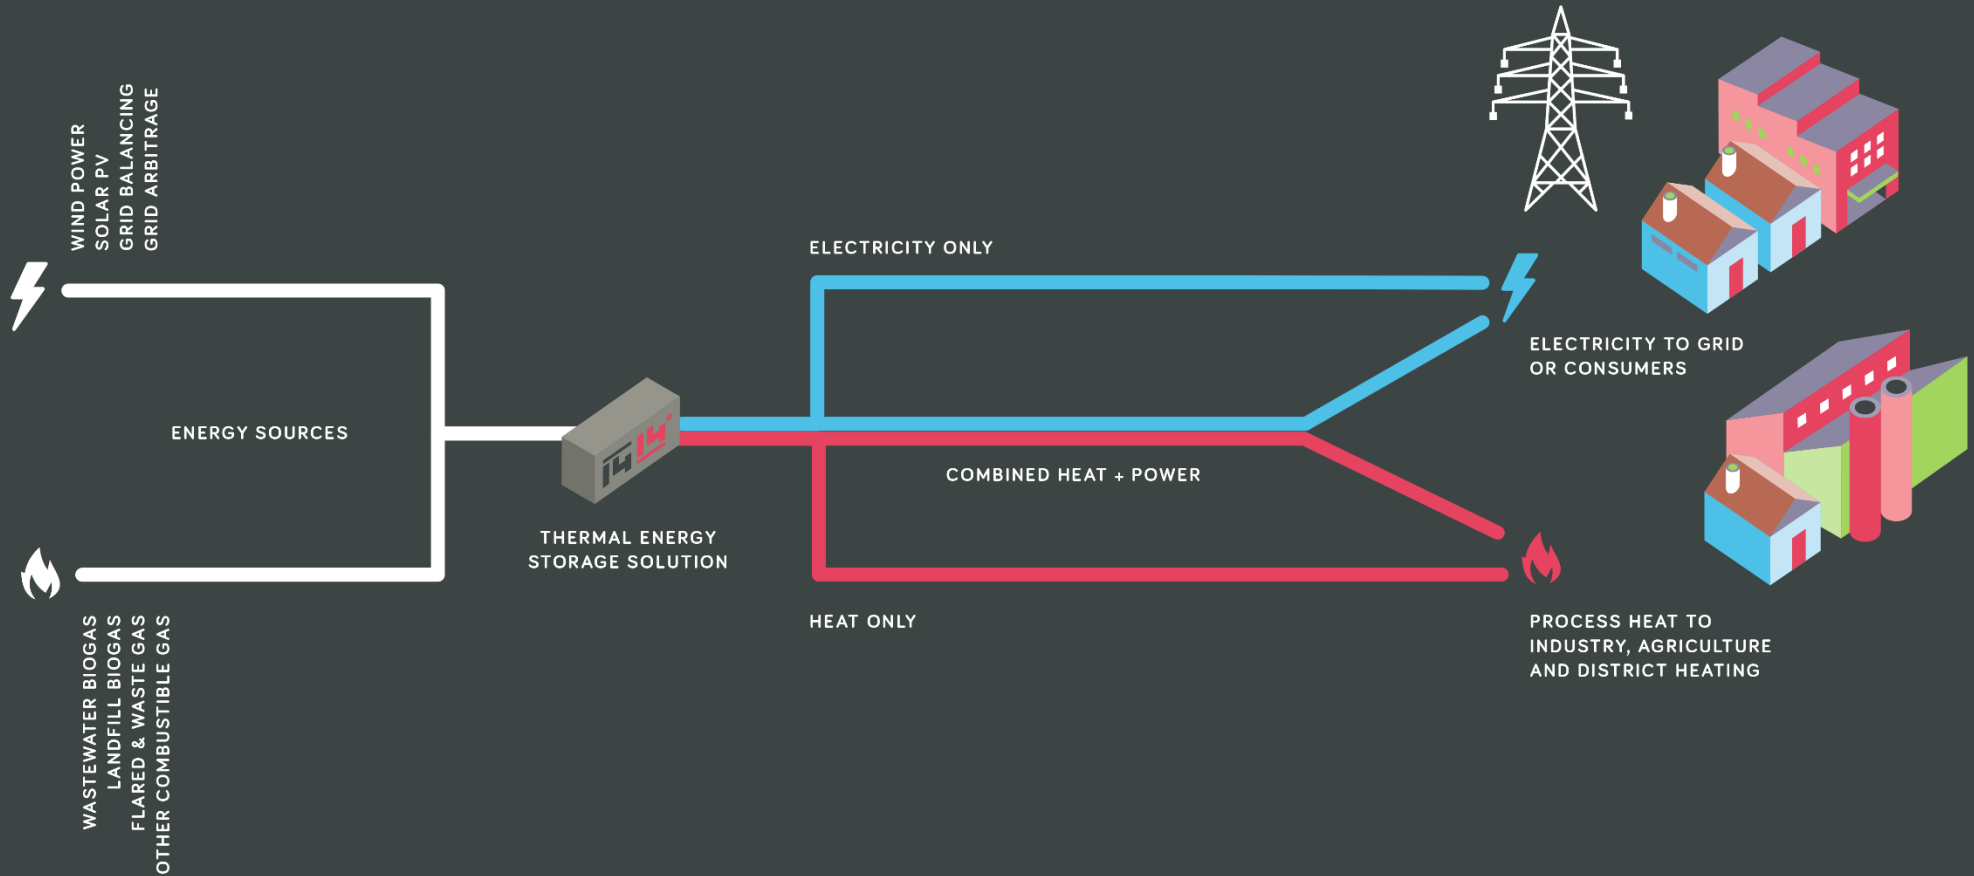 WIND POWER
SOLAR PV
GRID BALANCING
GRID ARBITRAGE
ENERGY SOURCES
WASTEWATER BIOGAS
LANDFILL BIOGAS
FLARED & WASTE GAS
OTHER COMBUSTIBLE GAS
1414°
THERMAL ENERGY
STORAGE SOLUTION
ELECTRICITY ONLY
COMBINED HEAT + POWER
HEAT ONLY
ELECTRICITY TO GRID
OR CONSUMERS
PROCESS HEAT TO
INDUSTRY, AGRICULTURE
AND DISTRICT HEATING